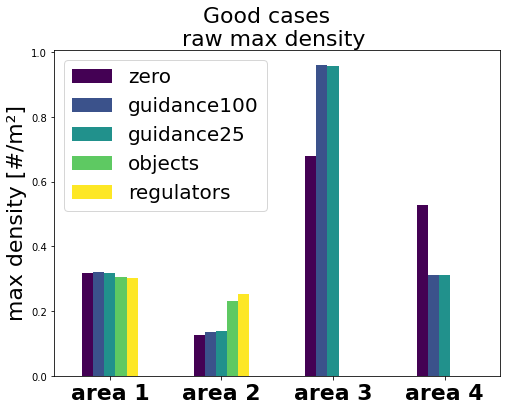 Good cases
raw max density
max density [#/m²]
1.0
0.8
0.6
0.4
0.2
0.0
zero
guidance100
guidance25
objects
regulators
area 1 area 2 area 3 area 4